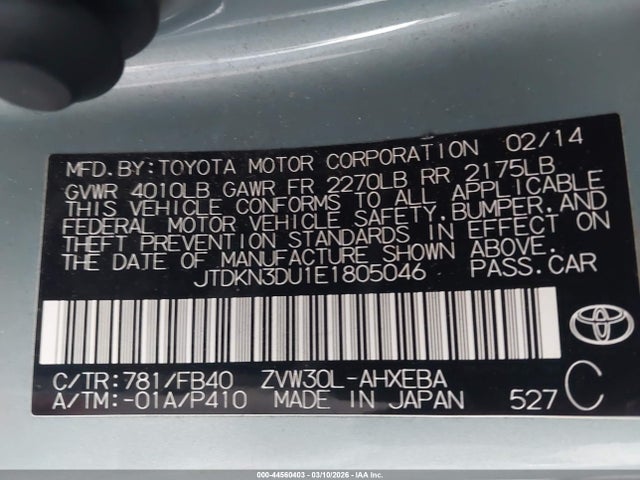 MFD.BY:TOYOTA MOTOR CORPORATION 02/14
GVWR 4010LB GAWR FR 2270LB RR 2175LB
THIS VEHICLE CONFORMS TO ALL APPLICABLE
FEDERAL MOTOR VEHICLE SAFETY,BUMPER,AND
THEFT PREVENTION STANDARDS IN EFFECT ON
THE DATE OF MANUFACTURE SHOWN ABOVE.
JTDKN3DU1E1805046 PASS.CAR
C/TR:781/FB40 ZVW30L-AHXEBA
A/TM:-01A/P410 MADE IN JAPAN 527 C
000-44560403 - 03/10/2026 - COPART